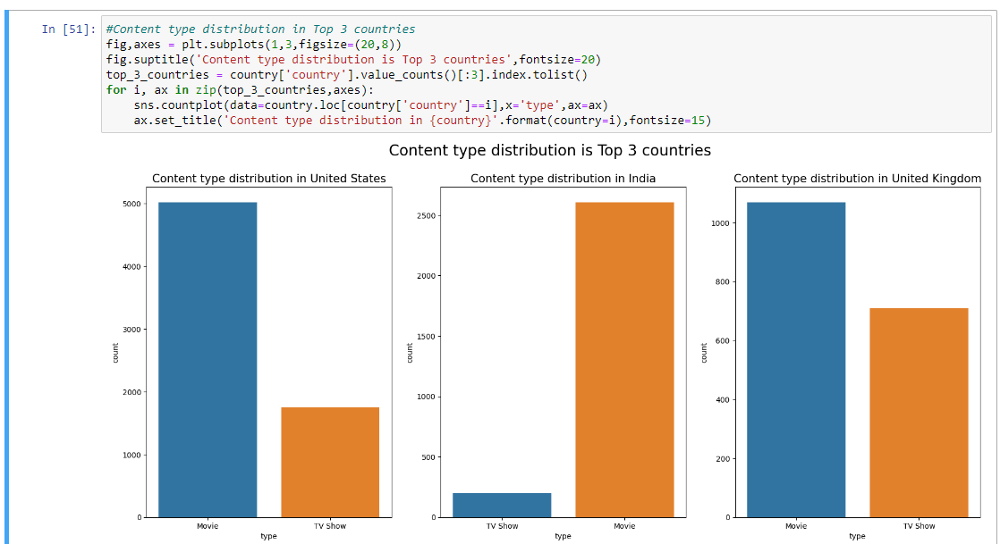 In [51]:
#Content type distribution in Top 3 countries
fig,axes = plt.subplots(1,3,figsize=(20,8))
fig.suptitle('Content type distribution is Top 3 countries',fontsize=20)
top_3_countries = country['country'].value_counts()[:3].index.tolist()
for i, ax in zip(top_3_countries,axes):
    sns.countplot(data=country.loc[country['country']==i],x='type',ax=ax)
    ax.set_title('Content type distribution in {country}'.format(country=i),fontsize=15)
Content type distribution is Top 3 countries
Content type distribution in United States
5000
4000
3000
2000
1000
0
count
Movie
TV Show
type
Content type distribution in India
2500
2000
1500
1000
500
0
count
TV Show
Movie
type
Content type distribution in United Kingdom
1000
800
600
400
200
0
count
Movie
TV Show
type